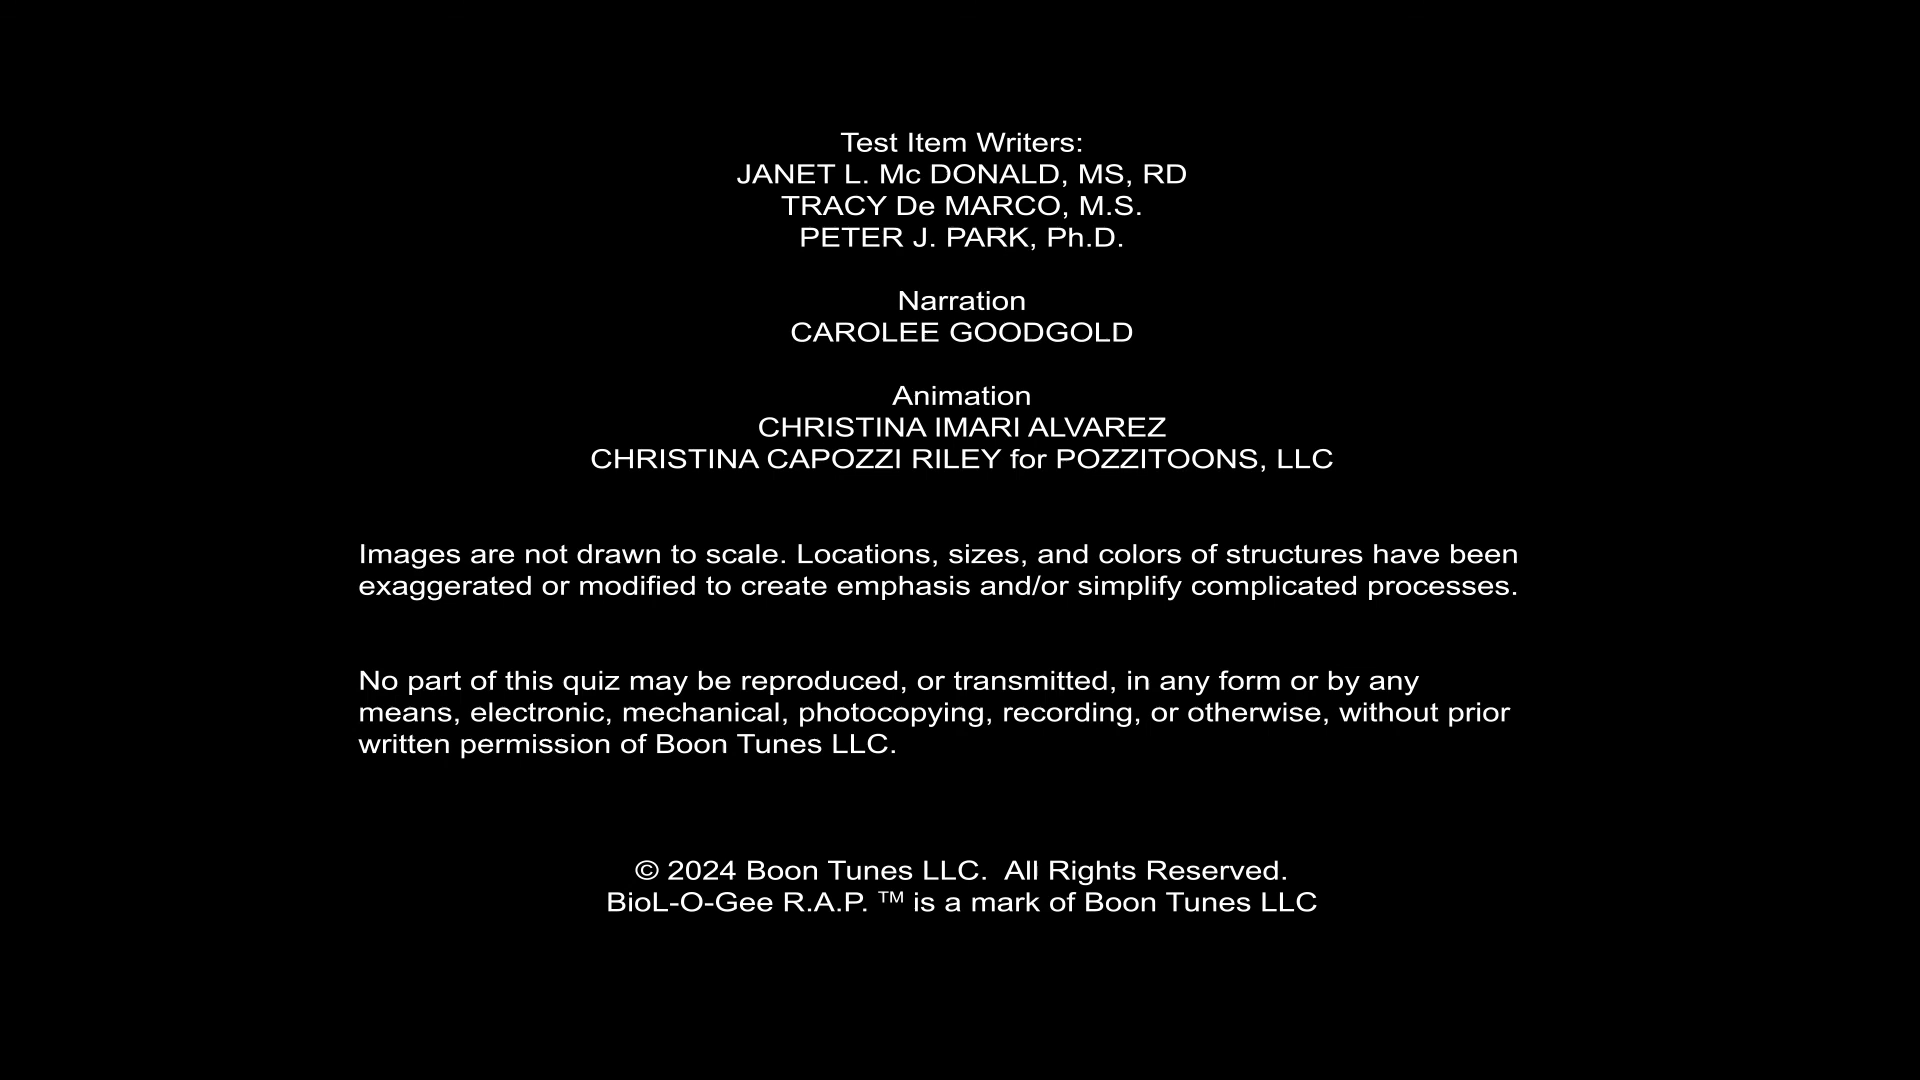 Test Item Writers:
JANET L. Mc DONALD, MS, RD
TRACY De MARCO, M.S.
PETER J. PARK, Ph.D.
Narration
CAROLEE GOODGOLD
Animation
CHRISTINA IMARI ALVAREZ
CHRISTINA CAPOZZI RILEY for POZZITOONS, LLC
Images are not drawn to scale. Locations, sizes, and colors of structures have been
exaggerated or modified to create emphasis and/or simplify complicated processes.
No part of this quiz may be reproduced, or transmitted, in any form or by any
means, electronic, mechanical, photocopying, recording, or otherwise, without prior
written permission of Boon Tunes LLC.
© 2024 Boon Tunes LLC.  All Rights Reserved.
BioL-O-Gee R.A.P. ™ is a mark of Boon Tunes LLC